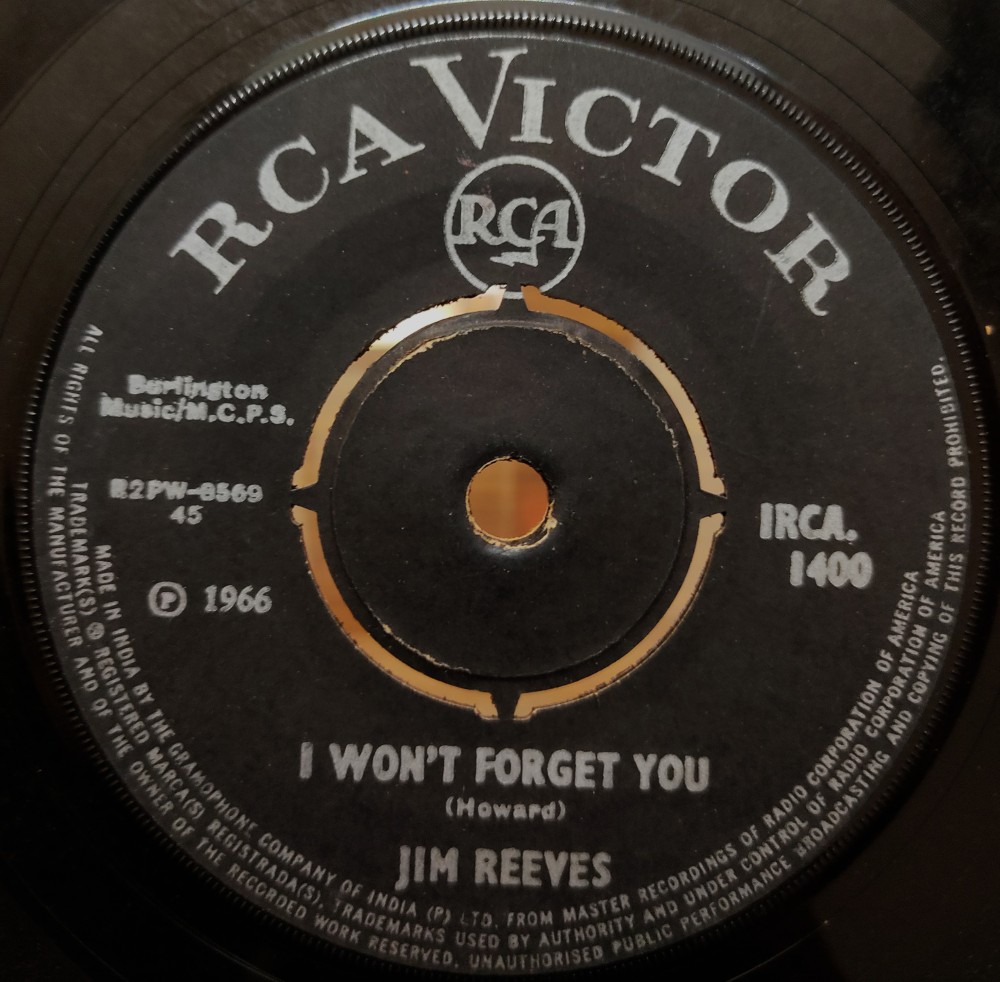 RCA VICTOR
RCA
Burlington
Music/M.C.P.S.
R2PW-8569
45
℗ 1966
IRCA.
1400
I WON'T FORGET YOU
(Howard)
JIM REEVES
MADE IN INDIA BY THE GRAMOPHONE COMPANY OF INDIA (P) LTD. FROM MASTER RECORDINGS OF RADIO CORPORATION OF AMERICA
TRADEMARK(S) ® REGISTERED MARCA(S) REGISTRADA(S). TRADEMARKS USED BY AUTHORITY AND UNDER CONTROL OF RADIO CORPORATION OF AMERICA
ALL RIGHTS OF THE MANUFACTURER AND OF THE OWNER OF THE RECORDED WORK RESERVED. UNAUTHORISED PUBLIC PERFORMANCE BROADCASTING AND COPYING OF THIS RECORD PROHIBITED.